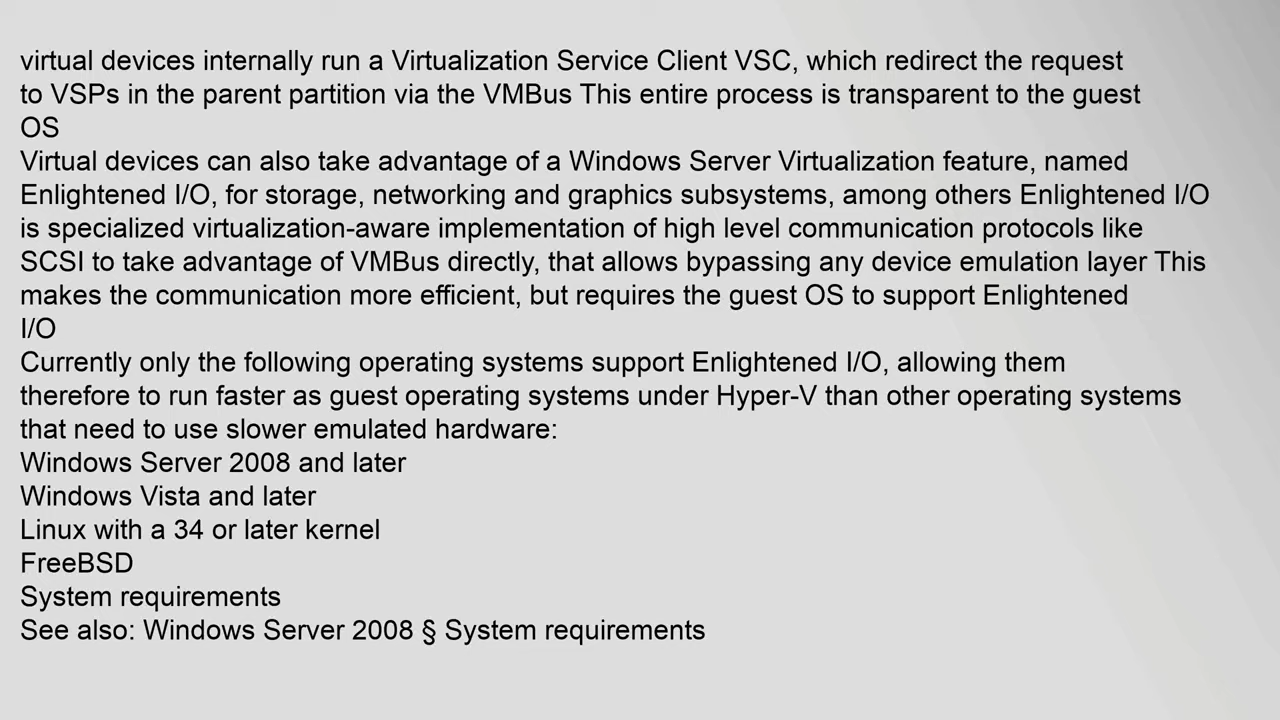 virtual devices internally run a Virtualization Service Client VSC, which redirect the request
to VSPs in the parent partition via the VMBus This entire process is transparent to the guest
OS
Virtual devices can also take advantage of a Windows Server Virtualization feature, named
Enlightened I/O, for storage, networking and graphics subsystems, among others Enlightened I/O
is specialized virtualization-aware implementation of high level communication protocols like
SCSI to take advantage of VMBus directly, that allows bypassing any device emulation layer This
makes the communication more efficient, but requires the guest OS to support Enlightened
I/O
Currently only the following operating systems support Enlightened I/O, allowing them
therefore to run faster as guest operating systems under Hyper-V than other operating systems
that need to use slower emulated hardware:
Windows Server 2008 and later
Windows Vista and later
Linux with a 34 or later kernel
FreeBSD
System requirements
See also: Windows Server 2008 § System requirements